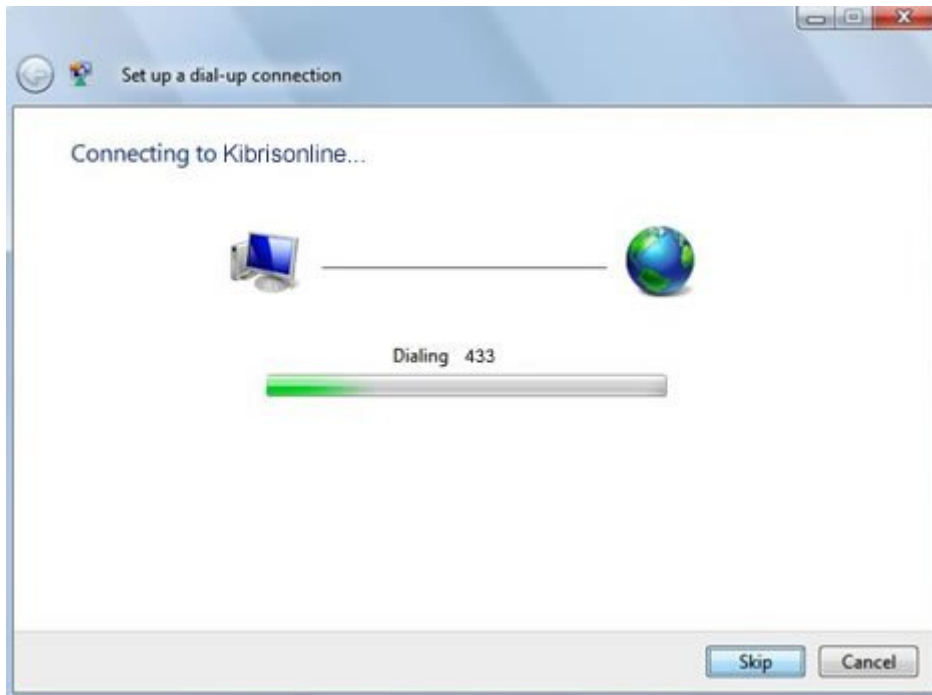 Set up a dial-up connection
Connecting to Kibrisonline...
Dialing 433
Skip Cancel